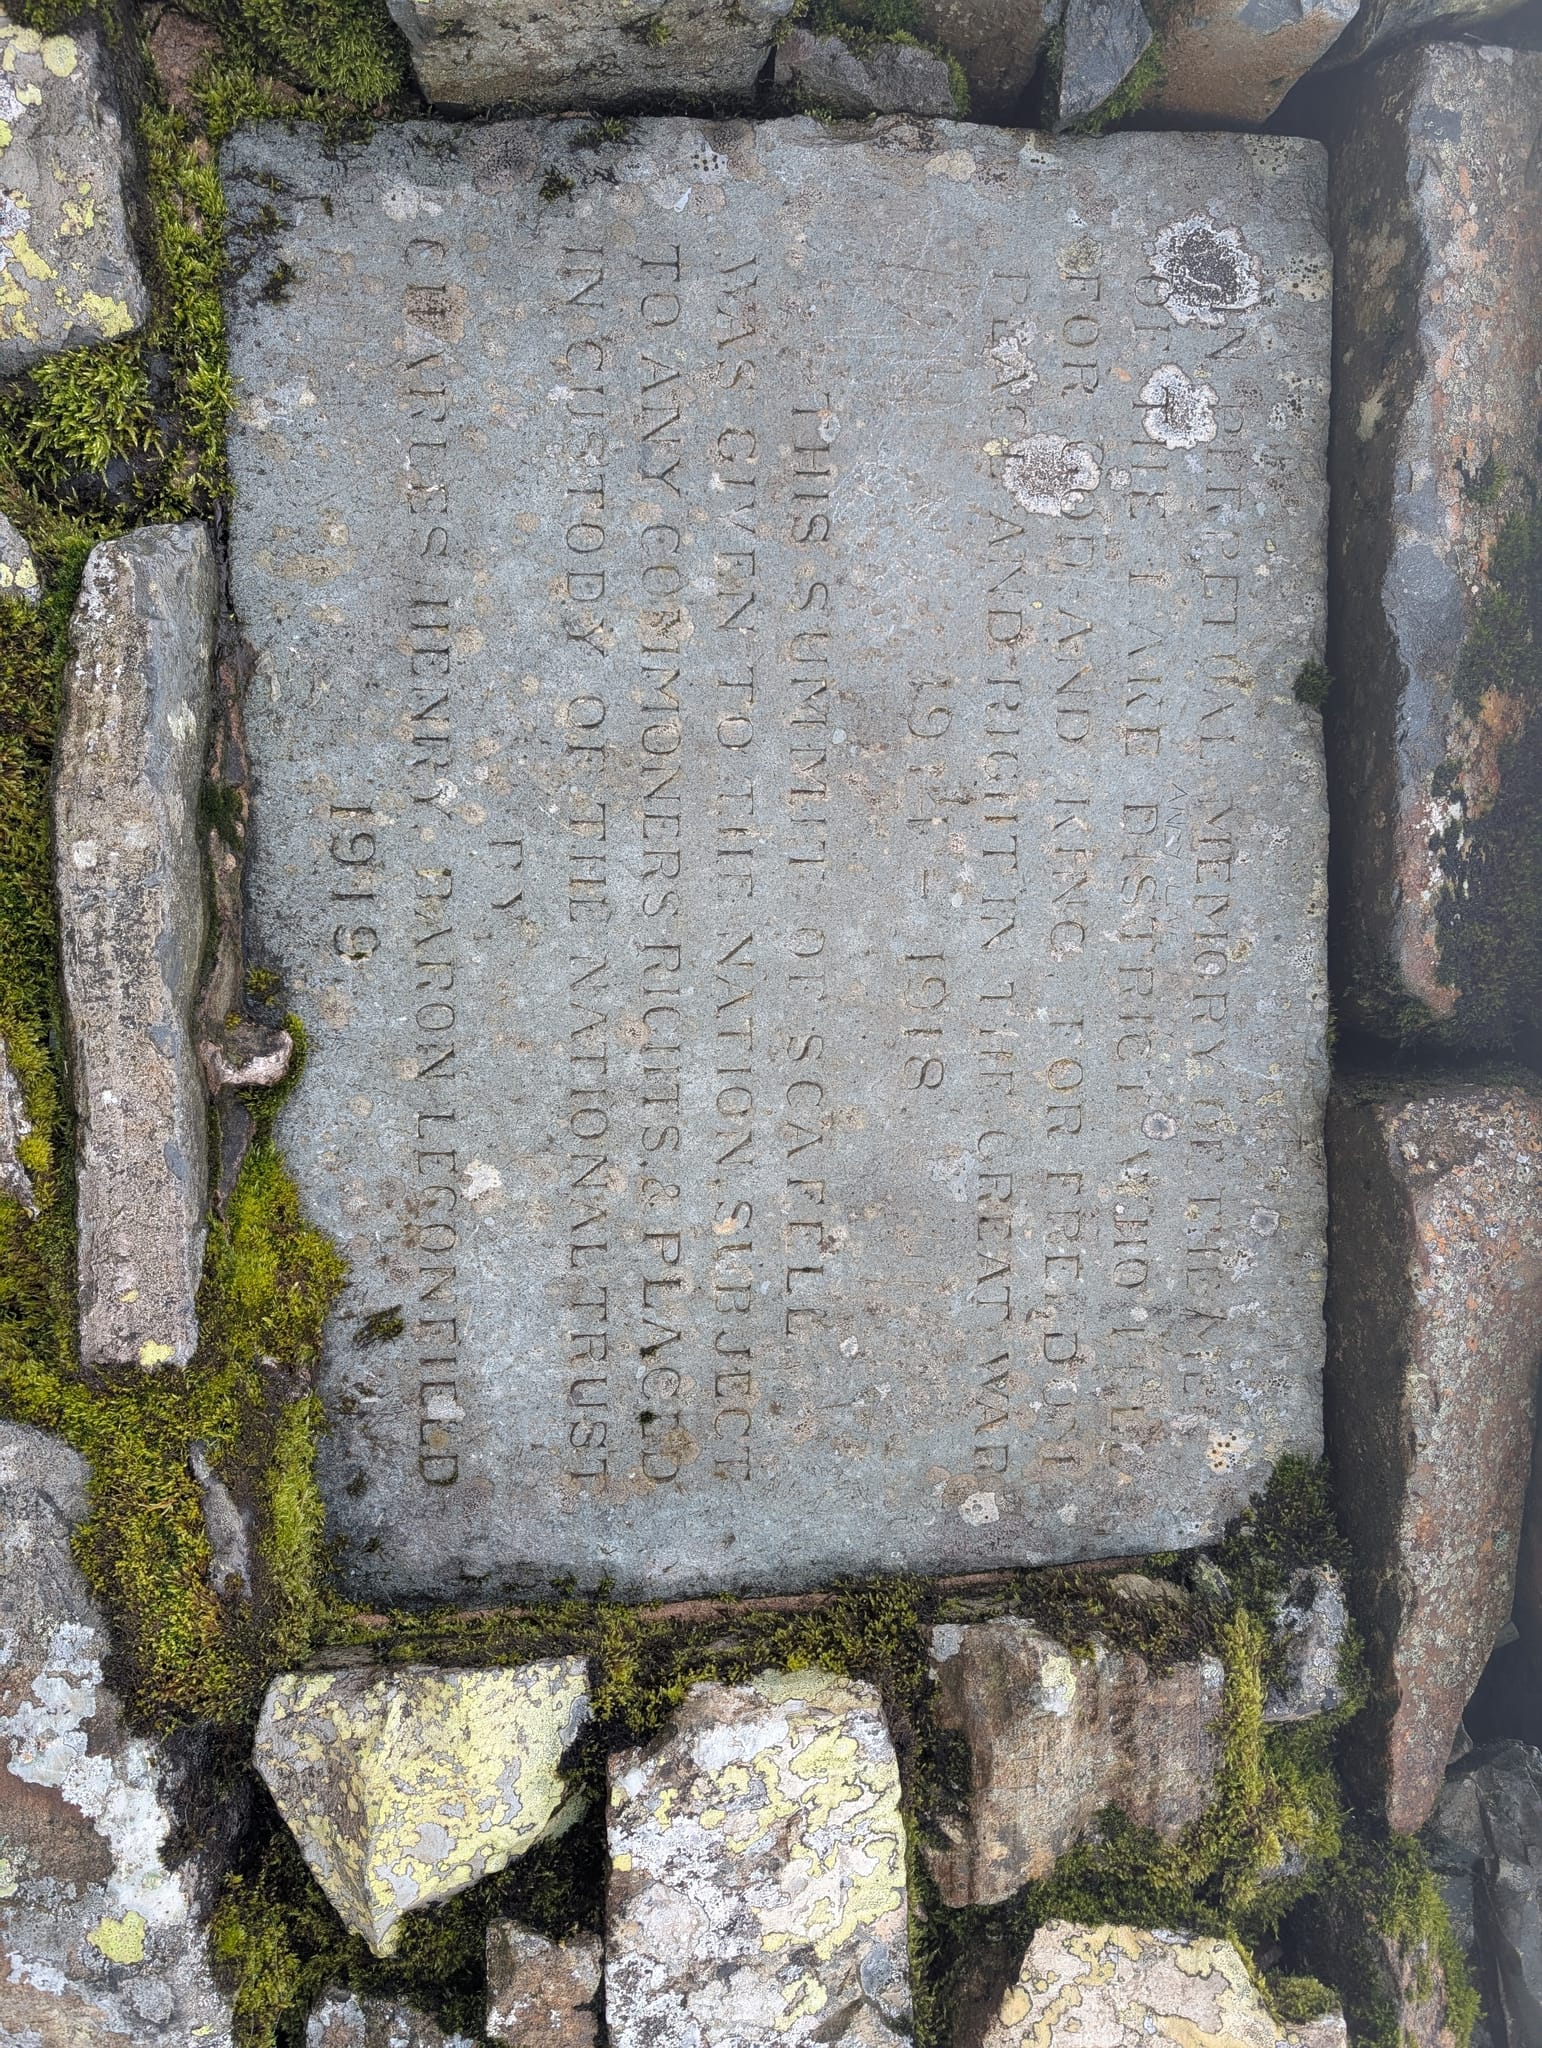 IN PERPETUAL MEMORY OF THE MEN
OF THE LAKE DISTRICT WHO FELL
FOR GOD AND KING FOR FREEDOM
PEACE AND RIGHT IN THE GREAT WAR
1914 – 1918
THIS SUMMIT OF SCAFELL
WAS GIVEN TO THE NATION, SUBJECT
TO ANY COMMONERS RIGHTS, & PLACED
IN CUSTODY OF THE NATIONAL TRUST
BY
CHARLES HENRY BARON LECONFIELD
1919